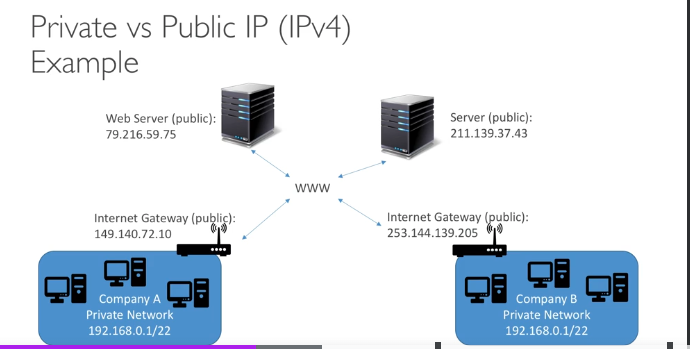 Private vs Public IP (IPv4)
Example
Web Server (public):
79.216.59.75
Server (public):
211.139.37.43
WWW
Internet Gateway (public):
149.140.72.10
Internet Gateway (public):
253.144.139.205
Company A
Private Network
192.168.0.1/22
Company B
Private Network
192.168.0.1/22